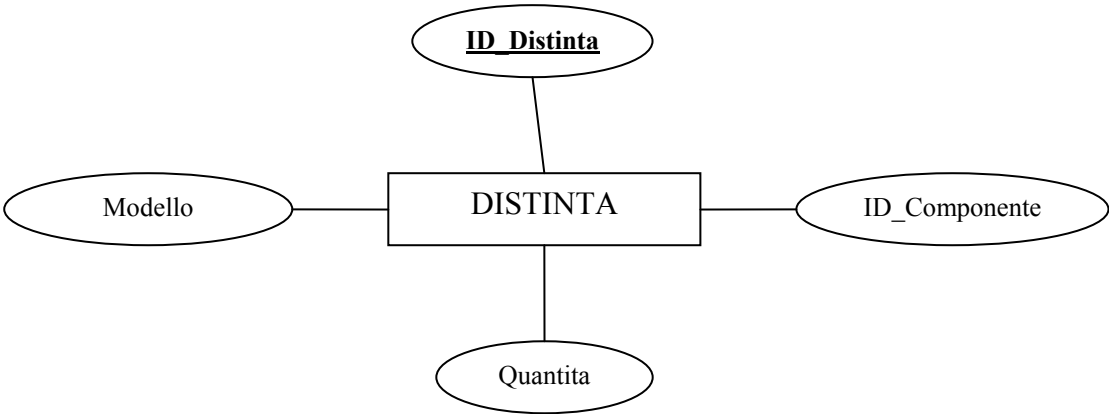 ID_Distinta
Modello
DISTINTA
ID_Componente
Quantita